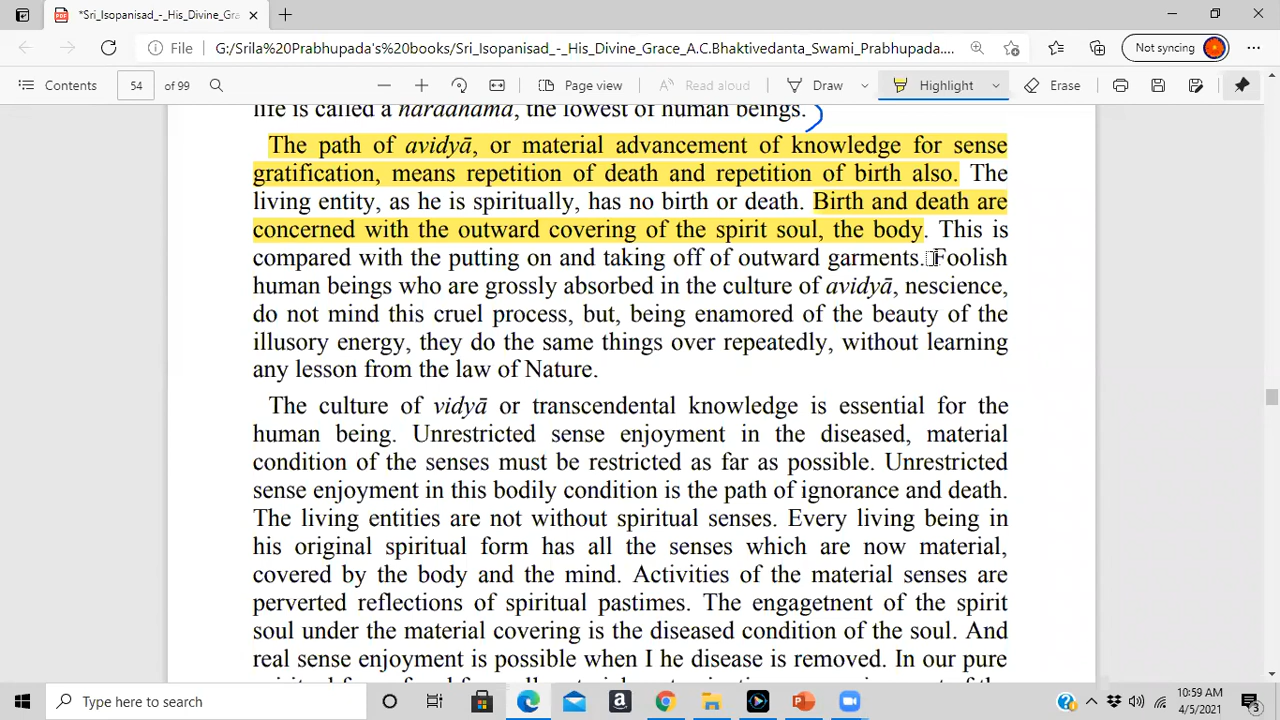 *Sri_Isopanisad_-_His_Divine_Gra
File G:/Srila%20Prabhupada's%20books/Sri_Isopanisad_-_His_Divine_Grace_A.C.Bhaktivedanta_Swami_Prabhupada.... Not syncing
Contents 54 of 99 Page view Read aloud Draw Highlight Erase
life is called a narādhāma, the lowest of human beings.
The path of avidyā, or material advancement of knowledge for sense
gratification, means repetition of death and repetition of birth also. The
living entity, as he is spiritually, has no birth or death. Birth and death are
concerned with the outward covering of the spirit soul, the body. This is
compared with the putting on and taking off of outward garments. Foolish
human beings who are grossly absorbed in the culture of avidyā, nescience,
do not mind this cruel process, but, being enamored of the beauty of the
illusory energy, they do the same things over repeatedly, without learning
any lesson from the law of Nature.
The culture of vidyā or transcendental knowledge is essential for the
human being. Unrestricted sense enjoyment in the diseased, material
condition of the senses must be restricted as far as possible. Unrestricted
sense enjoyment in this bodily condition is the path of ignorance and death.
The living entities are not without spiritual senses. Every living being in
his original spiritual form has all the senses which are now material,
covered by the body and the mind. Activities of the material senses are
perverted reflections of spiritual pastimes. The engagetnent of the spirit
soul under the material covering is the diseased condition of the soul. And
real sense enjoyment is possible when I he disease is removed. In our pure
Type here to search
10:59 AM
4/5/2021
3